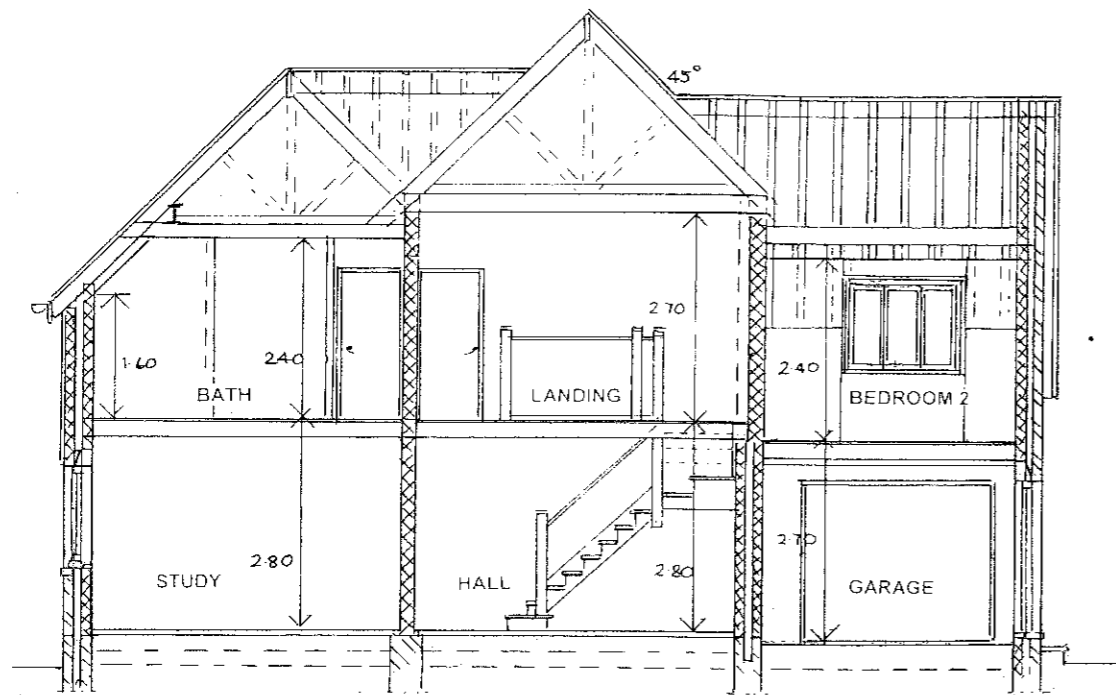 45°
2.70
1.60
2.40
2.40
BATH
LANDING
BEDROOM 2
2.80
2.80
2.70
STUDY
HALL
GARAGE